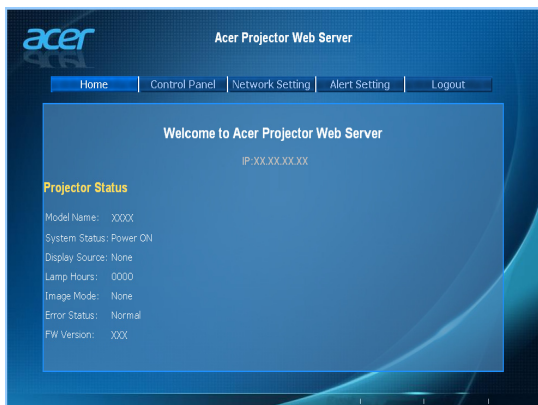 acer
Acer Projector Web Server
Home Control Panel Network Setting Alert Setting Logout
Welcome to Acer Projector Web Server
IP:XX.XX.XX.XX
Projector Status
Model Name: XXXX
System Status: Power ON
Display Source: None
Lamp Hours: 0000
Image Mode: None
Error Status: Normal
FW Version: XXX